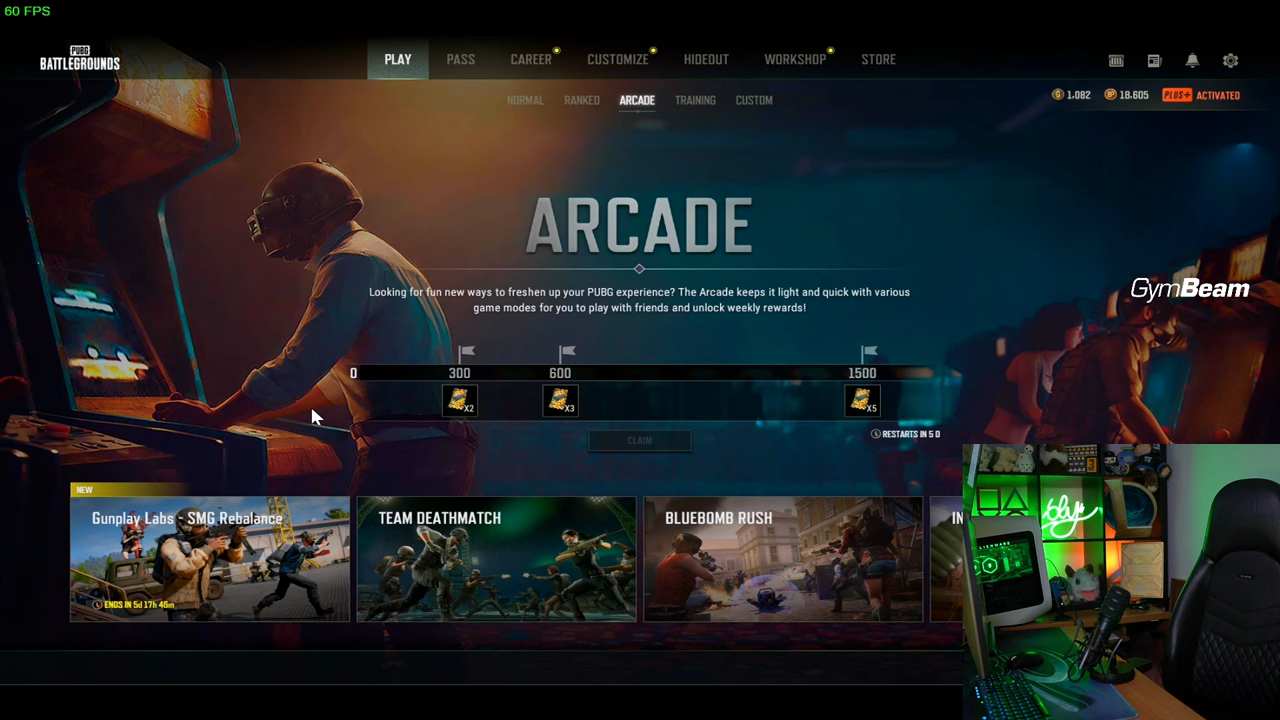 60 FPS
PUBG
BATTLEGROUNDS
PLAY
PASS
CAREER
CUSTOMIZE
HIDEOUT
WORKSHOP
STORE
NORMAL
RANKED
ARCADE
TRAINING
CUSTOM
G 1,082
BP 18,605
PLUS+ ACTIVATED
ARCADE
Looking for fun new ways to freshen up your PUBG experience? The Arcade keeps it light and quick with various
game modes for you to play with friends and unlock weekly rewards!
GymBeam
0
300
600
1500
X2
X3
X5
CLAIM
RESTARTS IN 5 D
NEW
Gunplay Labs - SMG Rebalance
ENDS IN 5d 17h 46m
TEAM DEATHMATCH
BLUEBOMB RUSH
IN